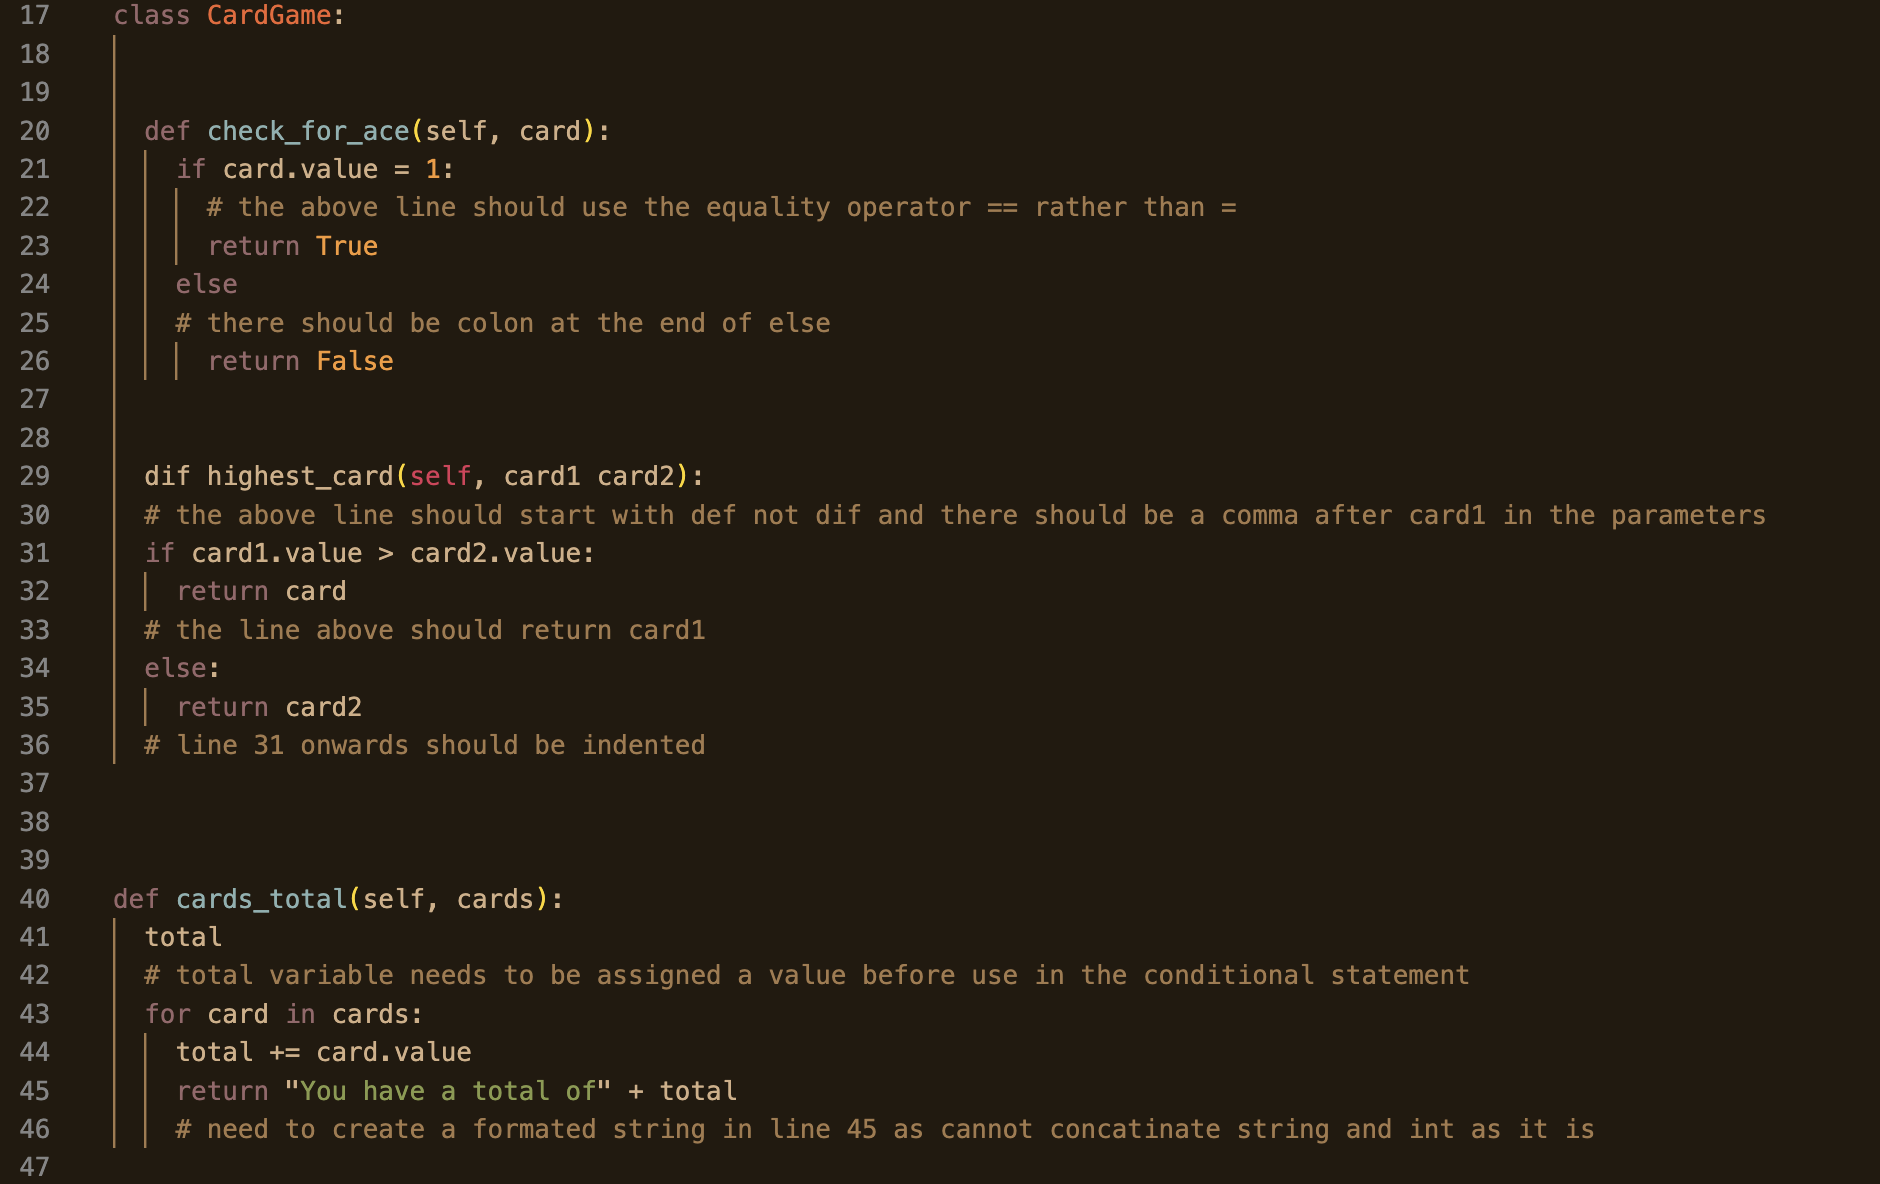 17 class CardGame:
18
19
20 def check_for_ace(self, card):
21 if card.value = 1:
22 # the above line should use the equality operator == rather than =
23 return True
24 else
25 # there should be colon at the end of else
26 return False
27
28
29 dif highest_card(self, card1 card2):
30 # the above line should start with def not dif and there should be a comma after card1 in the parameters
31 if card1.value > card2.value:
32 return card
33 # the line above should return card1
34 else:
35 return card2
36 # line 31 onwards should be indented
37
38
39
40 def cards_total(self, cards):
41 total
42 # total variable needs to be assigned a value before use in the conditional statement
43 for card in cards:
44 total += card.value
45 return "You have a total of" + total
46 # need to create a formated string in line 45 as cannot concatinate string and int as it is
47